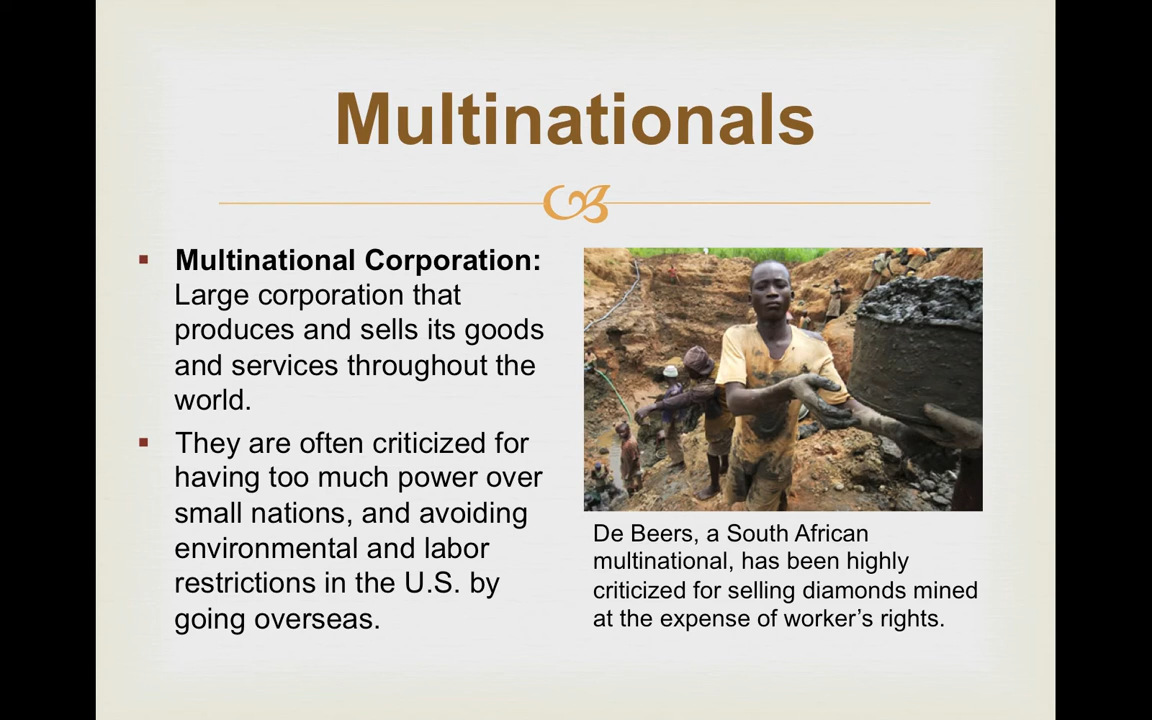 Multinationals
Multinational Corporation:
Large corporation that
produces and sells its goods
and services throughout the
world.
They are often criticized for
having too much power over
small nations, and avoiding
environmental and labor
restrictions in the U.S. by
going overseas.
De Beers, a South African
multinational, has been highly
criticized for selling diamonds mined
at the expense of worker’s rights.